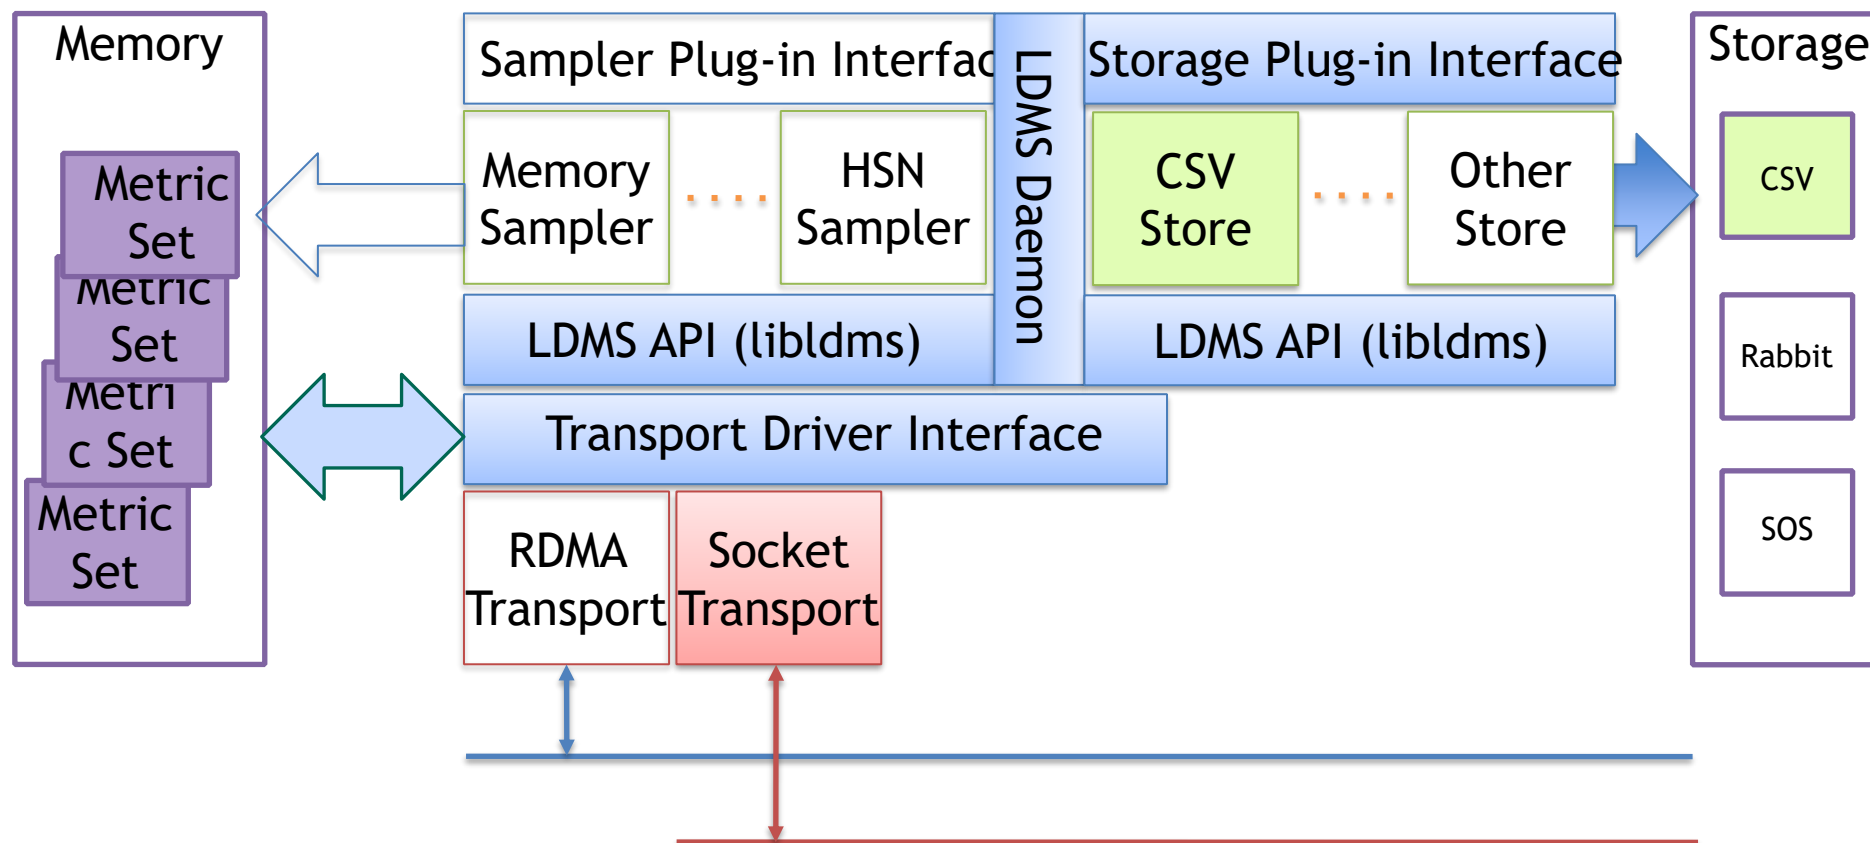 Memory
Metric
Set
Metric
Set
Metri
c Set
Metric
Set
Sampler Plug-in Interfac
Memory
Sampler
HSN
Sampler
LDMS API (libldms)
LDMS Daemon
Storage Plug-in Interface
CSV
Store
Other
Store
LDMS API (libldms)
Transport Driver Interface
RDMA
Transport
Socket
Transport
Storage
CSV
Rabbit
SOS